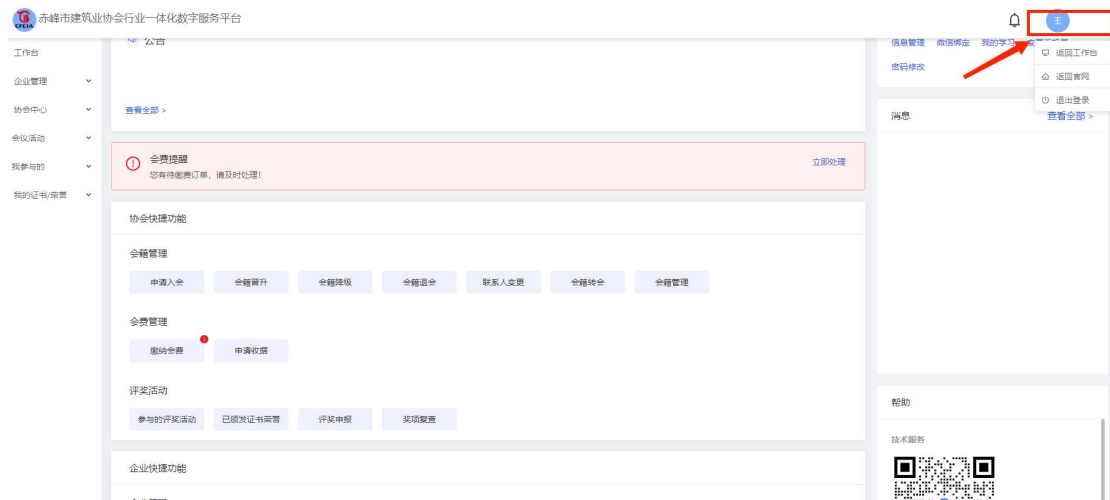 CFCIA 赤峰市建筑业协会行业一体化数字服务平台
王
工作台
企业管理
协会中心
会议活动
我参与的
我的证书/荣誉
公告
查看全部 >
会费提醒
您有待缴费订单，请及时处理！
立即处理
协会快捷功能
会籍管理
申请入会 会籍晋升 会籍降级 会籍退会 联系人变更 会籍转会 会籍管理
会费管理
缴纳会费 申请收据
评奖活动
参与的评奖活动 已颁发证书荣誉 评奖申报 奖项复查
企业快捷功能
信息管理 微信绑定 我的学习
密码修改
返回工作台
返回官网
退出登录
消息
查看全部 >
帮助
技术服务